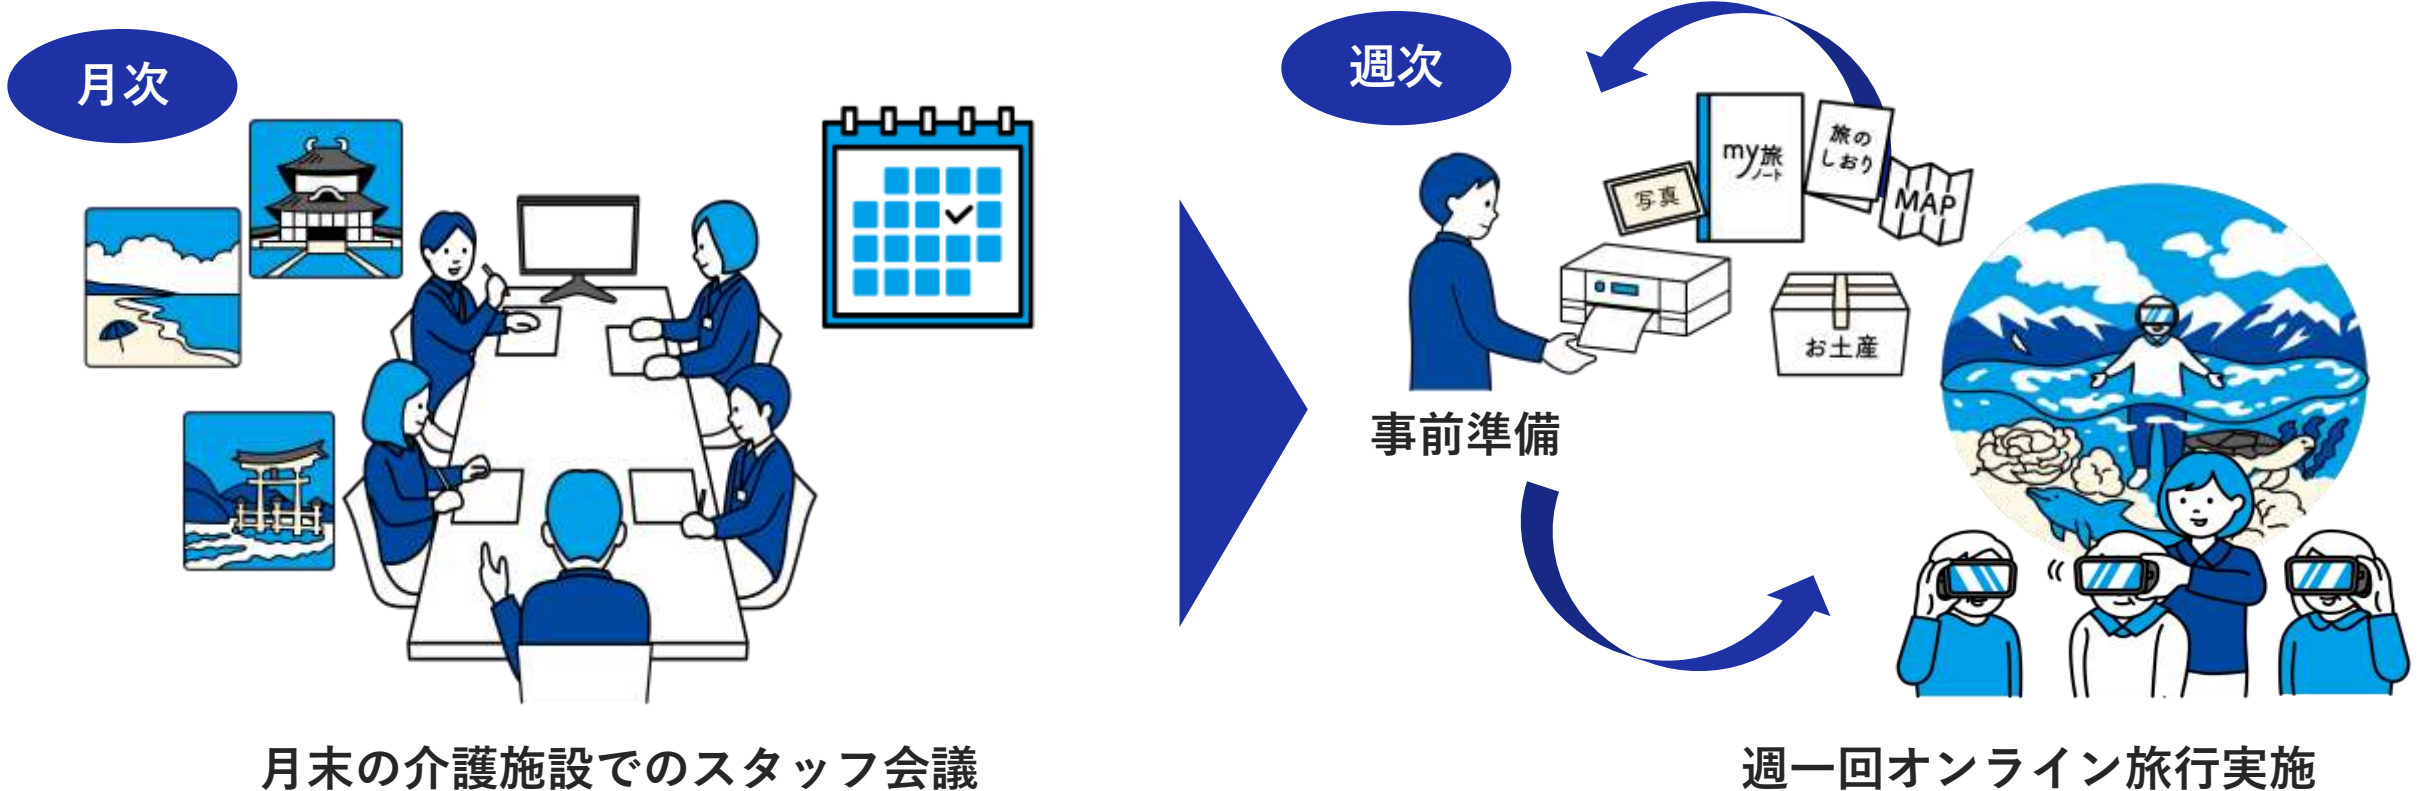 月次
月末の介護施設でのスタッフ会議
週次
写真
my旅
ノート
旅の
しおり
MAP
お土産
事前準備
週一回オンライン旅行実施